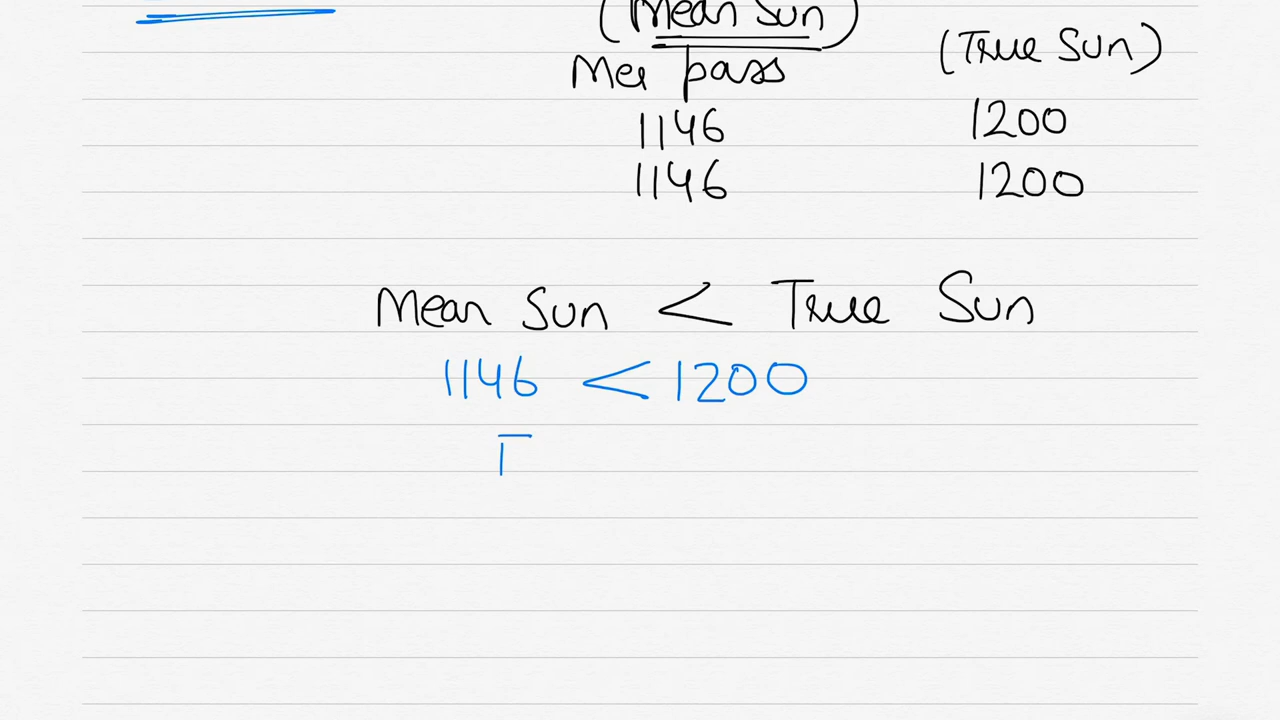 (Mean Sun)
(True Sun)
Mer pass
1146 1200
1146 1200
Mean Sun < True Sun
1146 < 1200